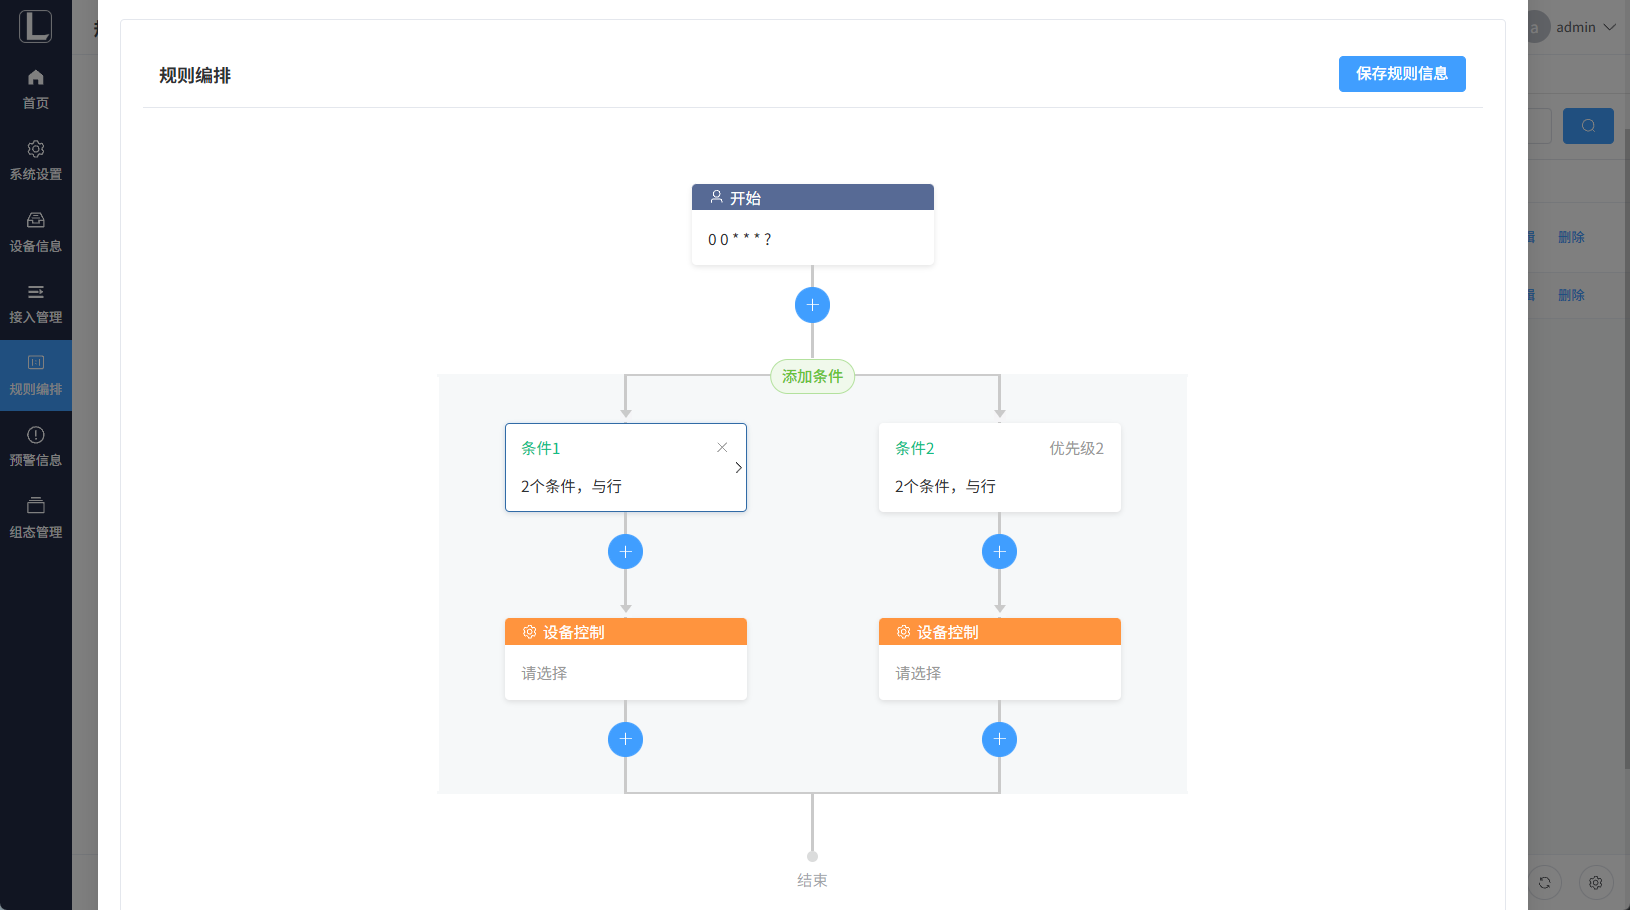 首页
系统设置
设备信息
接入管理
规则编排
预警信息
组态管理
规则编排
保存规则信息
a
admin
开始
0 0 * * * ?
添加条件
条件1
2个条件，与行
条件2
优先级2
2个条件，与行
设备控制
请选择
设备控制
请选择
结束
删除
删除